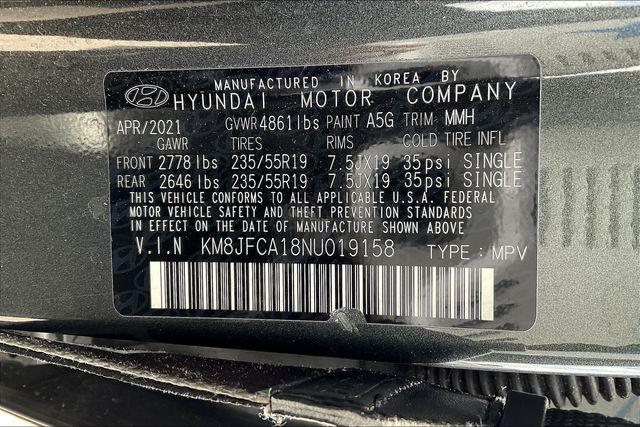 MANUFACTURED IN KOREA BY
HYUNDAI MOTOR COMPANY
APR/2021 GVWR 4861lbs PAINT A5G TRIM: MMH
GAWR TIRES RIMS COLD TIRE INFL
FRONT 2778 lbs 235/55R19 7.5JX19 35psi SINGLE
REAR 2646 lbs 235/55R19 7.5JX19 35psi SINGLE
THIS VEHICLE CONFORMS TO ALL APPLICABLE U.S.A. FEDERAL
MOTOR VEHICLE SAFETY AND THEFT PREVENTION STANDARDS
IN EFFECT ON THE DATE OF MANUFACTURE SHOWN ABOVE
V.I.N KM8JFCA18NU019158 TYPE: MPV